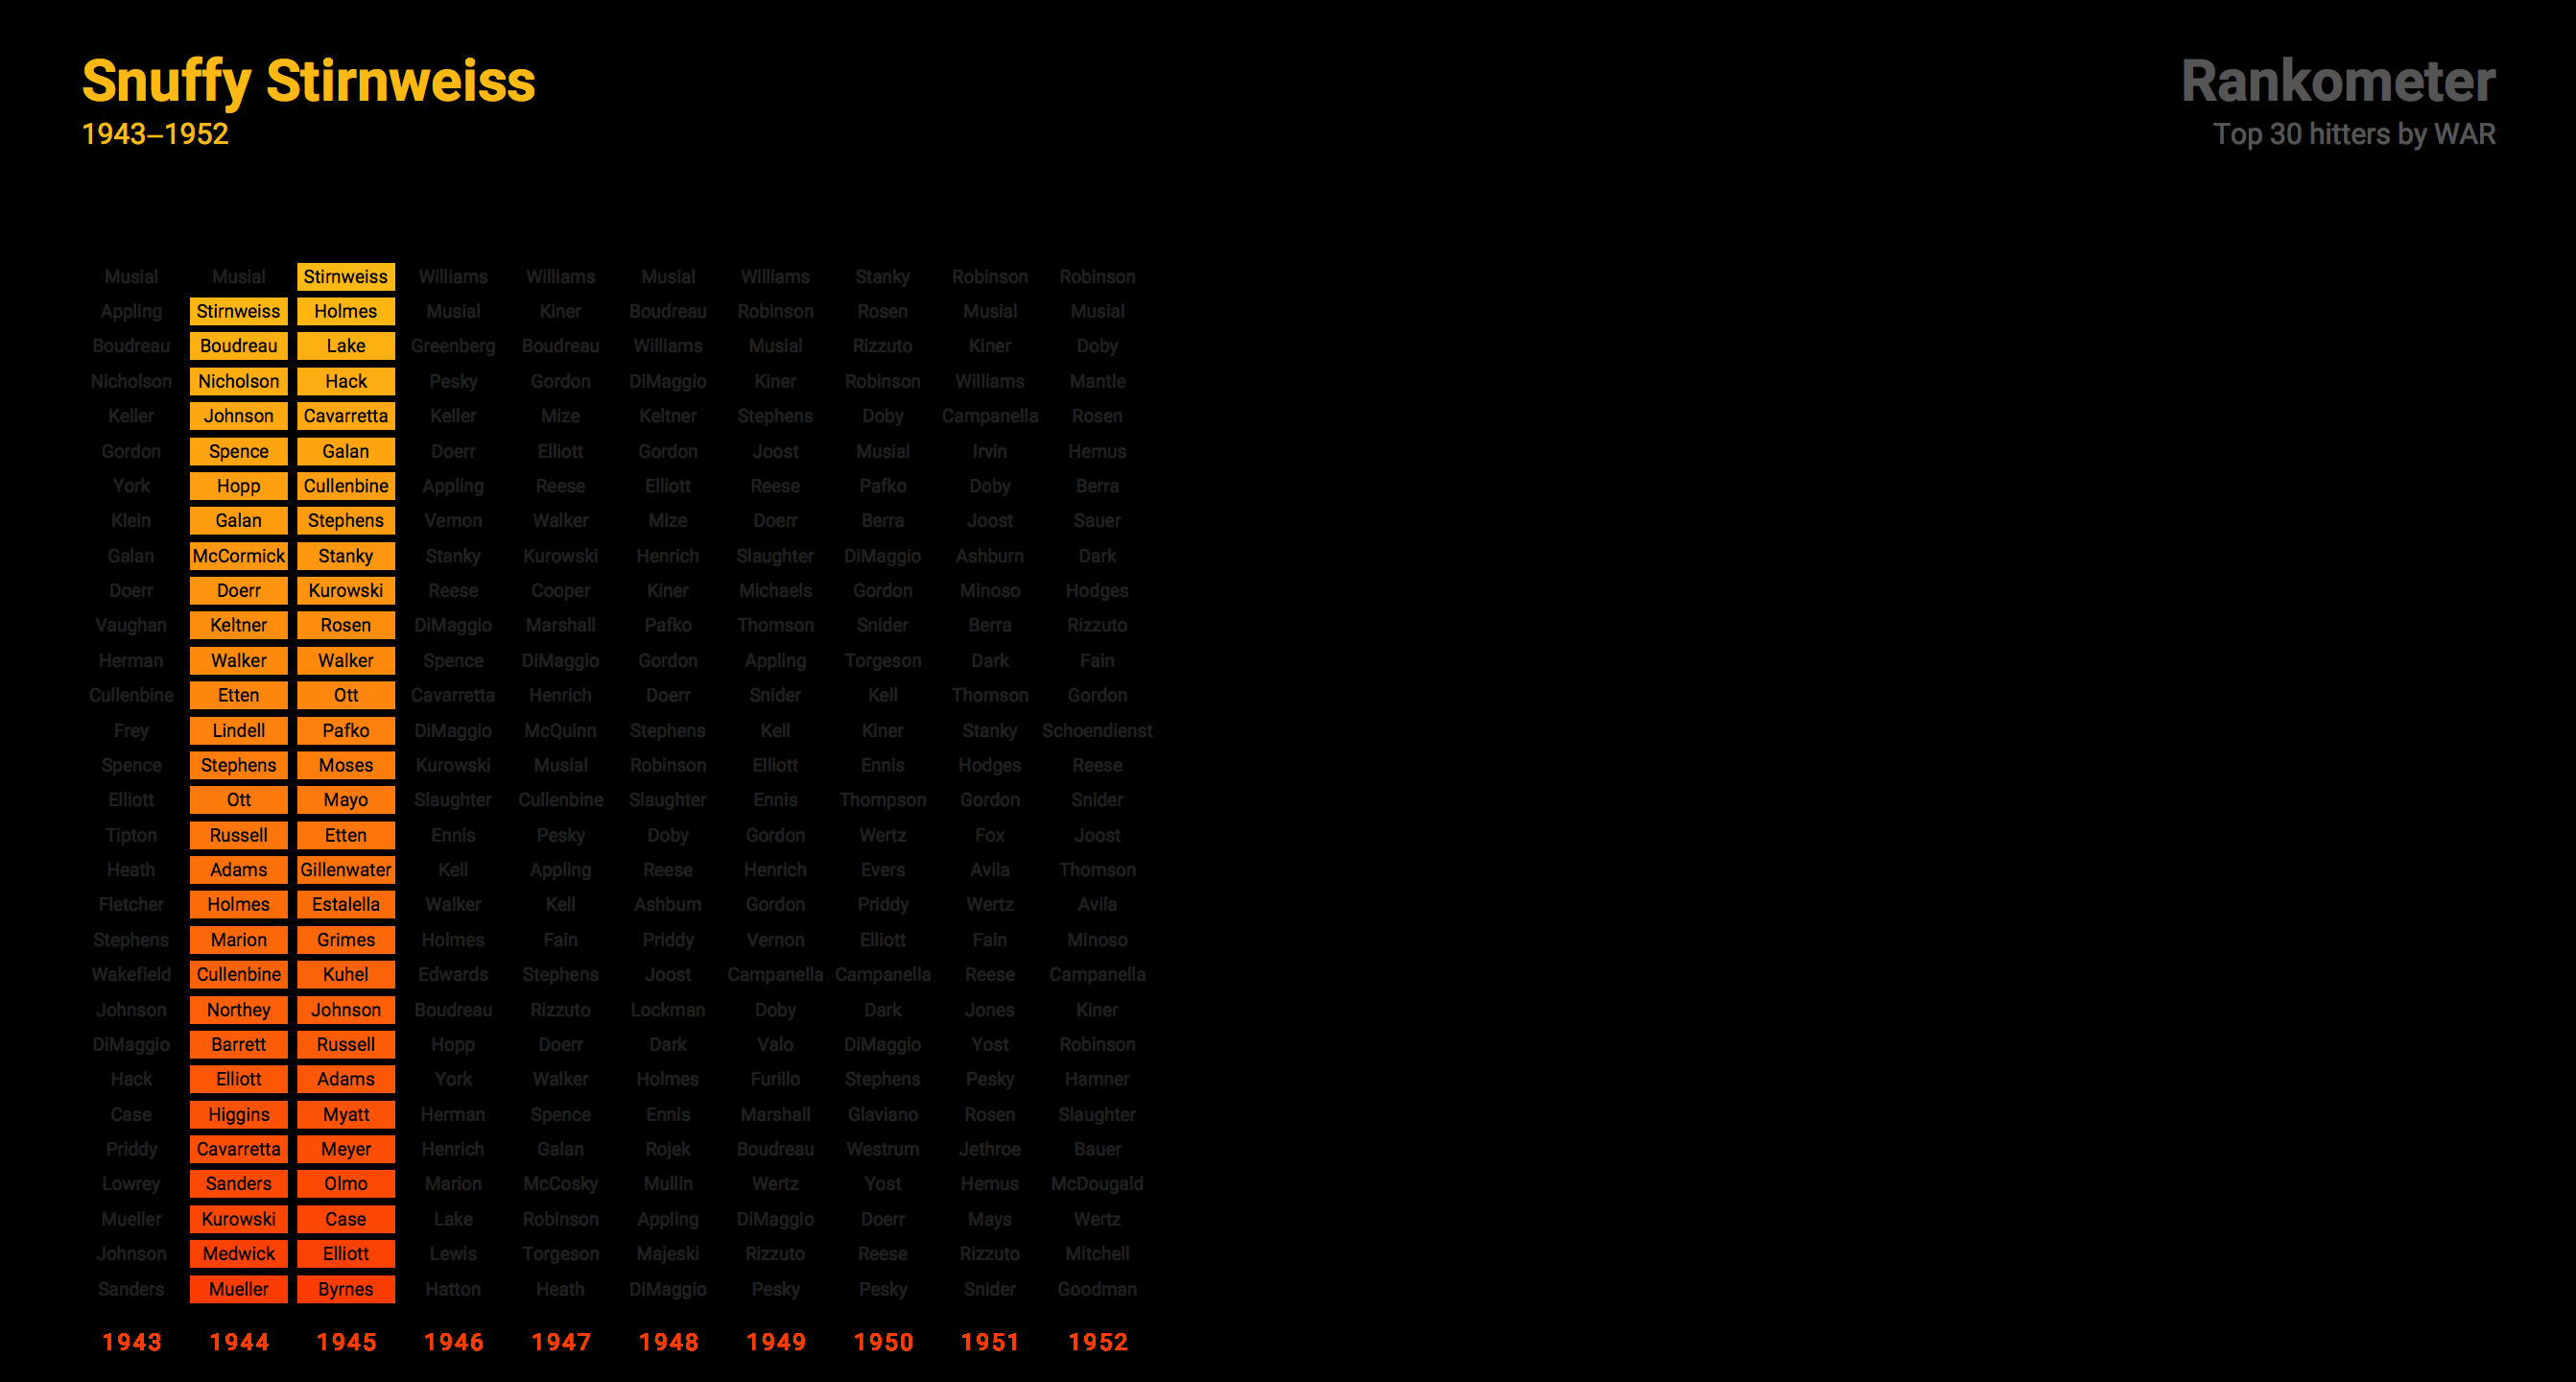 Snuffy Stirnweiss
1943–1952
Rankometer
Top 30 hitters by WAR
Musial Musial Stirnweiss Williams Williams Musial Williams Stanky Robinson Robinson
Appling Stirnweiss Holmes Musial Kiner Boudreau Robinson Rosen Musial Musial
Boudreau Boudreau Lake Greenberg Boudreau Williams Musial Rizzuto Kiner Doby
Nicholson Nicholson Hack Pesky Gordon DiMaggio Kiner Robinson Williams Mantle
Keller Johnson Cavarretta Keller Mize Keltner Stephens Doby Campanella Rosen
Gordon Spence Galan Doerr Elliott Gordon Joost Musial Irvin Hemus
York Hopp Cullenbine Appling Reese Elliott Reese Pafko Doby Berra
Klein Galan Stephens Vernon Walker Mize Doerr Berra Joost Sauer
Galan McCormick Stanky Stanky Kurowski Henrich Slaughter DiMaggio Ashburn Dark
Doerr Doerr Kurowski Reese Cooper Kiner Michaels Gordon Minoso Hodges
Vaughan Keltner Rosen DiMaggio Marshall Pafko Thomson Snider Berra Rizzuto
Herman Walker Walker Spence DiMaggio Gordon Appling Torgeson Dark Fain
Cullenbine Etten Ott Cavarretta Henrich Doerr Snider Kell Thomson Gordon
Frey Lindell Pafko DiMaggio McQuinn Stephens Kell Kiner Stanky Schoendienst
Spence Stephens Moses Kurowski Musial Robinson Elliott Ennis Hodges Reese
Elliott Ott Mayo Slaughter Cullenbine Slaughter Ennis Thompson Gordon Snider
Tipton Russell Etten Ennis Pesky Doby Gordon Wertz Fox Joost
Heath Adams Gillenwater Kell Appling Reese Henrich Evers Avila Thomson
Fletcher Holmes Estalella Walker Kell Ashburn Gordon Priddy Wertz Avila
Stephens Marion Grimes Holmes Fain Priddy Vernon Elliott Fain Minoso
Wakefield Cullenbine Kuhel Edwards Stephens Joost Campanella Campanella Reese Campanella
Johnson Northey Johnson Boudreau Rizzuto Lockman Doby Dark Jones Kiner
DiMaggio Barrett Russell Hopp Doerr Dark Valo DiMaggio Yost Robinson
Hack Elliott Adams York Walker Holmes Furillo Stephens Pesky Hamner
Case Higgins Myatt Herman Spence Ennis Marshall Glaviano Rosen Slaughter
Priddy Cavarretta Meyer Henrich Galan Rojek Boudreau Westrum Jethroe Bauer
Lowrey Sanders Olmo Marion McCosky Mullin Wertz Yost Hemus McDougald
Mueller Kurowski Case Lake Robinson Appling DiMaggio Doerr Mays Wertz
Johnson Medwick Elliott Lewis Torgeson Majeski Rizzuto Reese Rizzuto Mitchell
Sanders Mueller Byrnes Hatton Heath DiMaggio Pesky Pesky Snider Goodman
1943 1944 1945 1946 1947 1948 1949 1950 1951 1952